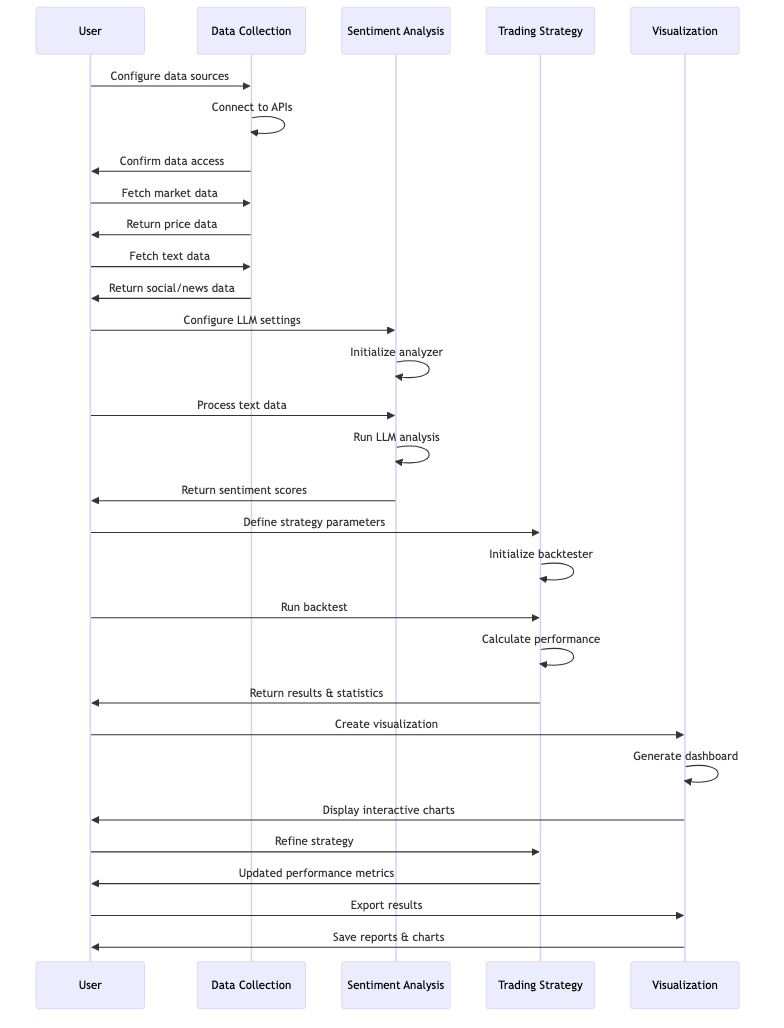 User
Data Collection
Sentiment Analysis
Trading Strategy
Visualization
Configure data sources
Connect to APIs
Confirm data access
Fetch market data
Return price data
Fetch text data
Return social/news data
Configure LLM settings
Initialize analyzer
Process text data
Run LLM analysis
Return sentiment scores
Define strategy parameters
Initialize backtester
Run backtest
Calculate performance
Return results & statistics
Create visualization
Generate dashboard
Display interactive charts
Refine strategy
Updated performance metrics
Export results
Save reports & charts
User
Data Collection
Sentiment Analysis
Trading Strategy
Visualization